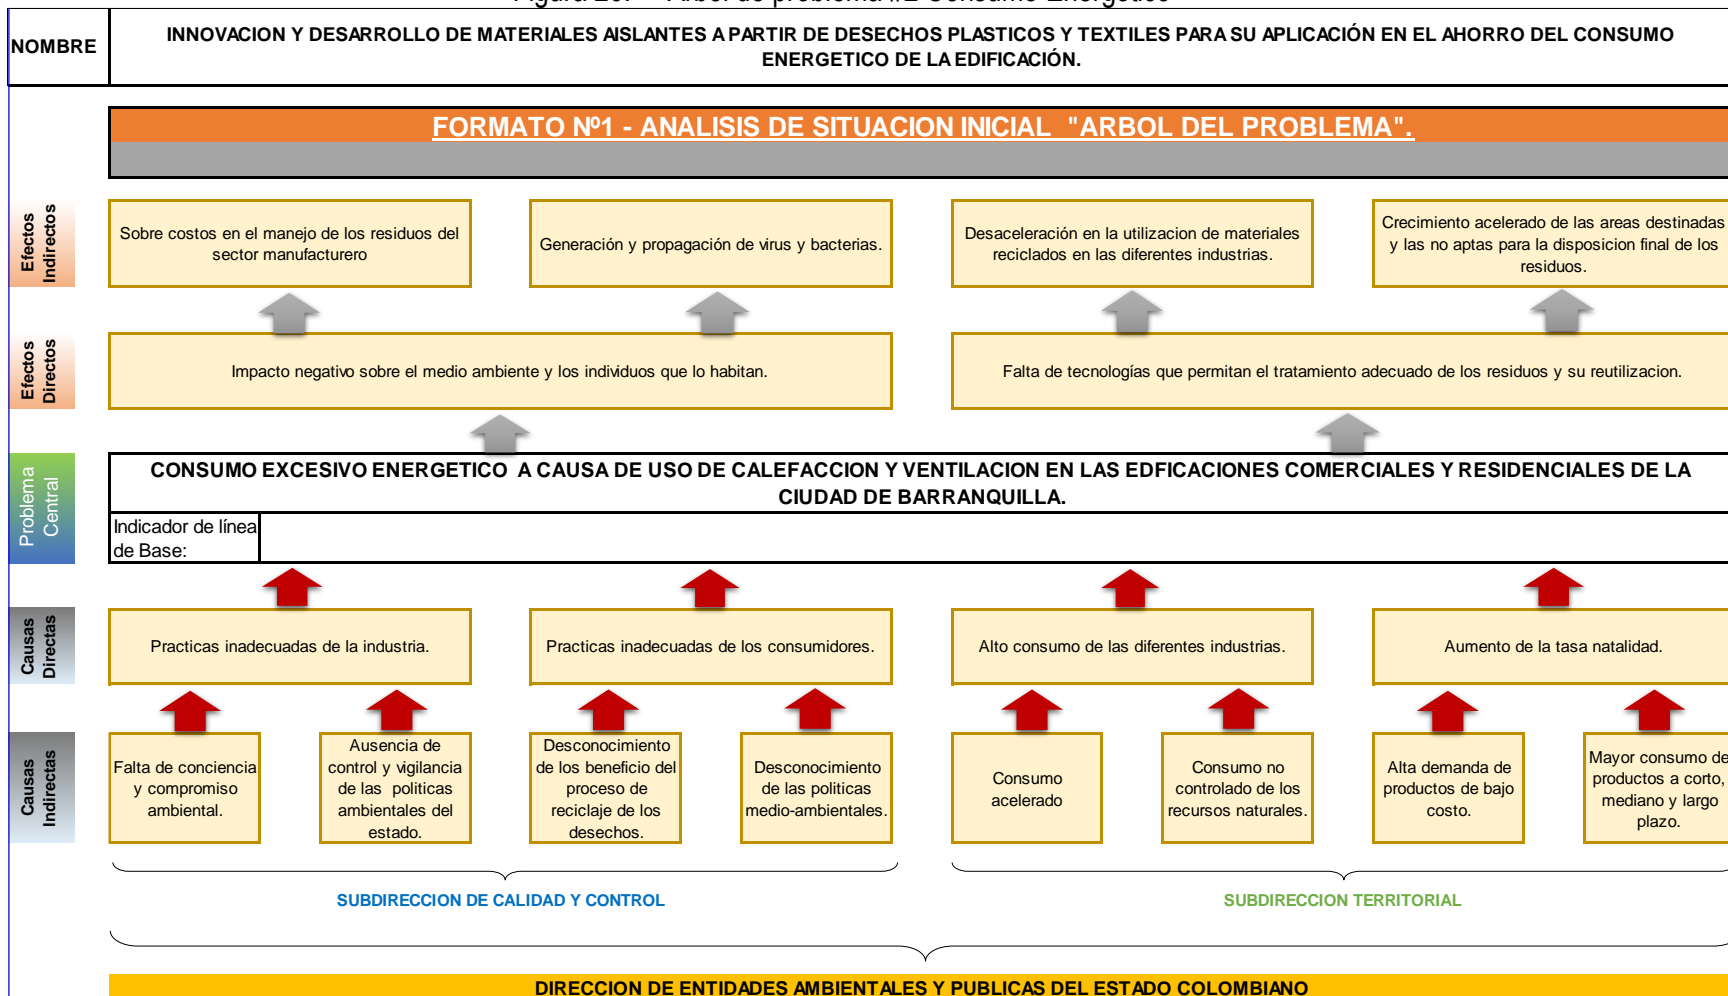 NOMBRE
INNOVACION Y DESARROLLO DE MATERIALES AISLANTES A PARTIR DE DESECHOS PLASTICOS Y TEXTILES PARA SU APLICACIÓN EN EL AHORRO DEL CONSUMO
ENERGETICO DE LA EDIFICACIÓN.
FORMATO Nº1 - ANALISIS DE SITUACION INICIAL "ARBOL DEL PROBLEMA".
Efectos
Indirectos
Sobre costos en el manejo de los residuos del
sector manufacturero
Generación y propagación de virus y bacterias.
Desaceleración en la utilizacion de materiales
reciclados en las diferentes industrias.
Crecimiento acelerado de las areas destinadas
y las no aptas para la disposicion final de los
residuos.
Efectos
Directos
Impacto negativo sobre el medio ambiente y los individuos que lo habitan.
Falta de tecnologías que permitan el tratamiento adecuado de los residuos y su reutilizacion.
Problema
Central
CONSUMO EXCESIVO ENERGETICO A CAUSA DE USO DE CALEFACCION Y VENTILACION EN LAS EDFICACIONES COMERCIALES Y RESIDENCIALES DE LA
CIUDAD DE BARRANQUILLA.
Indicador de línea
de Base:
Causas
Directas
Practicas inadecuadas de la industria.
Practicas inadecuadas de los consumidores.
Alto consumo de las diferentes industrias.
Aumento de la tasa natalidad.
Causas
Indirectas
Falta de conciencia
y compromiso
ambiental.
Ausencia de
control y vigilancia
de las politicas
ambientales del
estado.
Desconocimiento
de los beneficio del
proceso de
reciclaje de los
desechos.
Desconocimiento
de las politicas
medio-ambientales.
Consumo
acelerado
Consumo no
controlado de los
recursos naturales.
Alta demanda de
productos de bajo
costo.
Mayor consumo de
productos a corto,
mediano y largo
plazo.
SUBDIRECCION DE CALIDAD Y CONTROL
SUBDIRECCION TERRITORIAL
DIRECCION DE ENTIDADES AMBIENTALES Y PUBLICAS DEL ESTADO COLOMBIANO